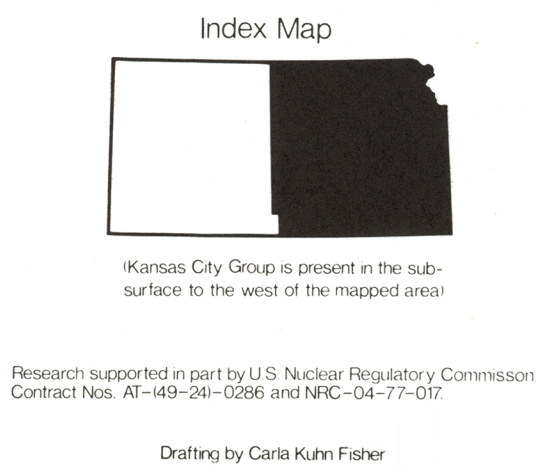 Index Map
(Kansas City Group is present in the sub-
surface to the west of the mapped area)
Research supported in part by U.S. Nuclear Regulatory Commisson
Contract Nos. AT-(49-24)-0286 and NRC-04-77-017.
Drafting by Carla Kuhn Fisher